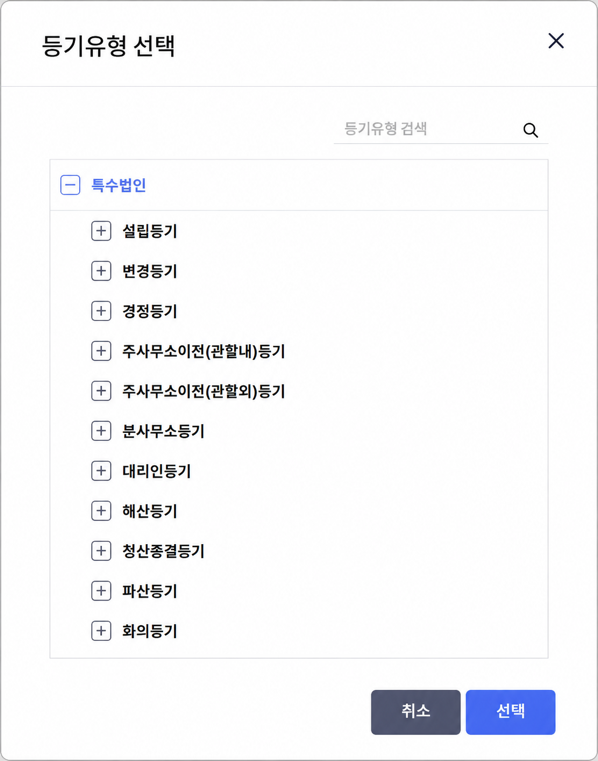 등기유형 선택
등기유형 검색
특수법인
설립등기
변경등기
경정등기
주사무소이전(관할내)등기
주사무소이전(관할외)등기
분사무소등기
대리인등기
해산등기
청산종결등기
파산등기
화의등기
취소
선택